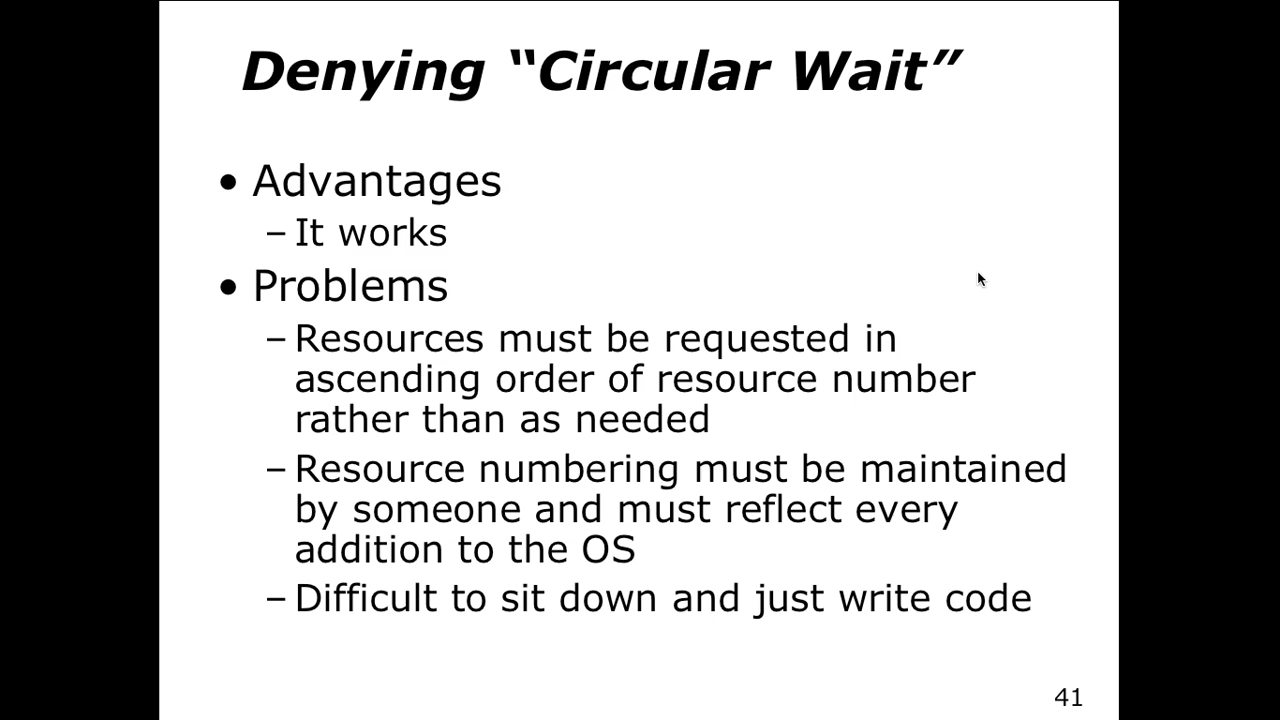 Denying “Circular Wait”
• Advantages
– It works
• Problems
– Resources must be requested in
ascending order of resource number
rather than as needed
– Resource numbering must be maintained
by someone and must reflect every
addition to the OS
– Difficult to sit down and just write code
41